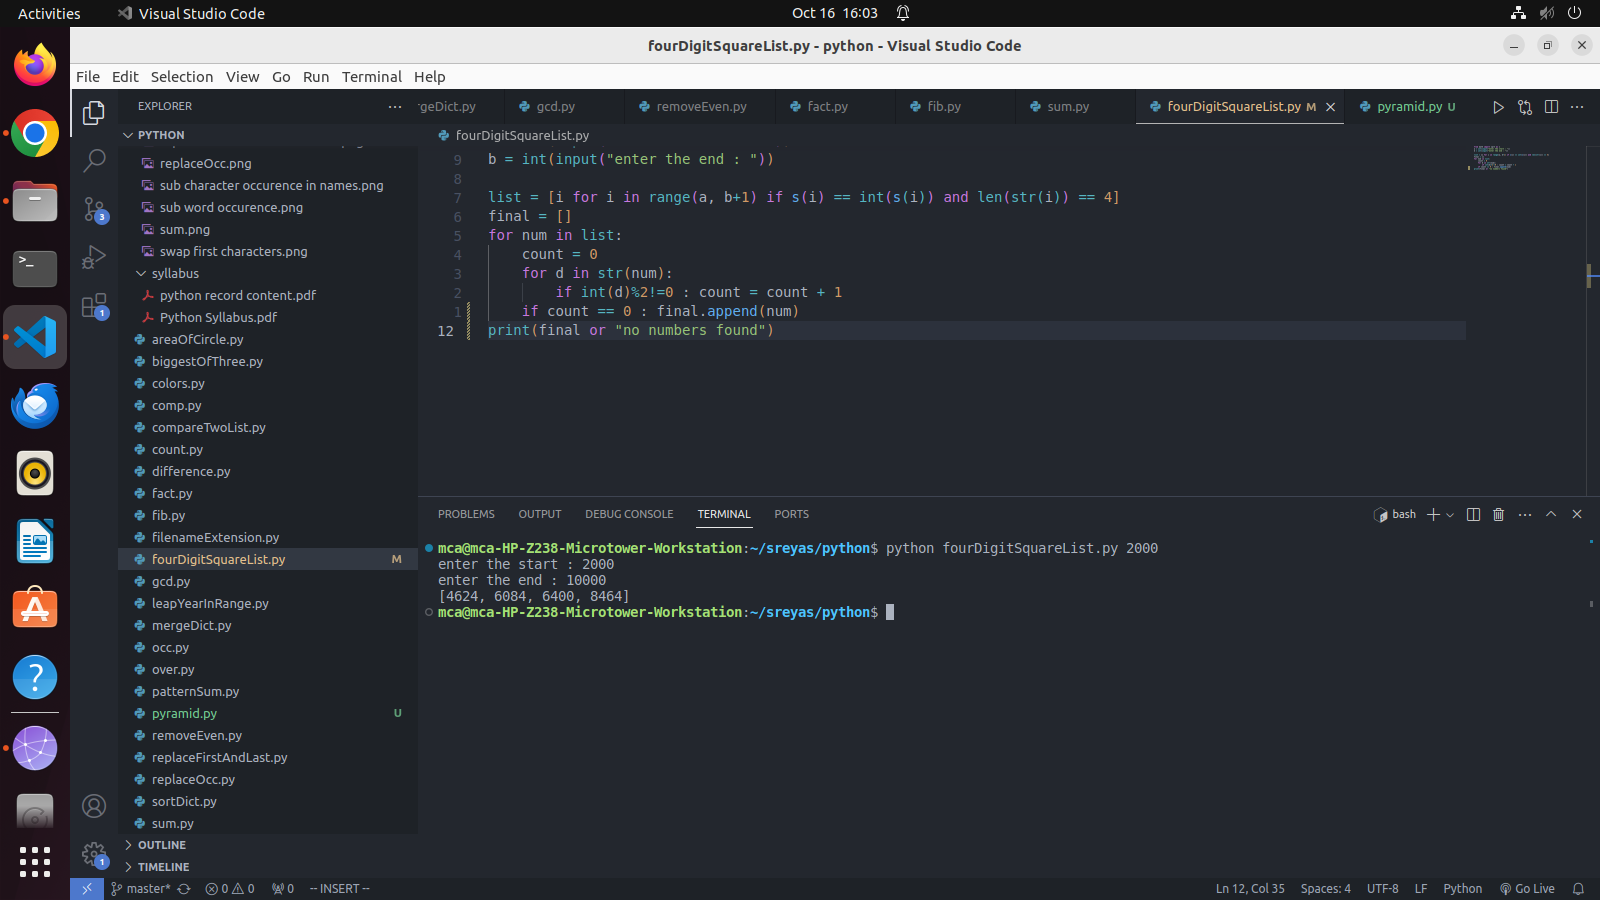 Activities
Visual Studio Code
Oct 16 16:03
fourDigitSquareList.py - python - Visual Studio Code
File Edit Selection View Go Run Terminal Help
EXPLORER
geDict.py
gcd.py
removeEven.py
fact.py
fib.py
sum.py
fourDigitSquareList.py M
pyramid.py U
PYTHON
fourDigitSquareList.py
replaceOcc.png
sub character occurence in names.png
sub word occurence.png
sum.png
swap first characters.png
syllabus
python record content.pdf
Python Syllabus.pdf
areaOfCircle.py
biggestOfThree.py
colors.py
comp.py
compareTwoList.py
count.py
difference.py
fact.py
fib.py
filenameExtension.py
fourDigitSquareList.py M
gcd.py
leapYearInRange.py
mergeDict.py
occ.py
over.py
patternSum.py
pyramid.py U
removeEven.py
replaceFirstAndLast.py
replaceOcc.py
sortDict.py
sum.py
OUTLINE
TIMELINE
3
1
1
9 b = int(input("enter the end : "))
8
7 list = [i for i in range(a, b+1) if s(i) == int(s(i)) and len(str(i)) == 4]
6 final = []
5 for num in list:
4 count = 0
3 for d in str(num):
2 if int(d)%2!=0 : count = count + 1
1 if count == 0 : final.append(num)
12 print(final or "no numbers found")
PROBLEMS OUTPUT DEBUG CONSOLE TERMINAL PORTS
bash
mca@mca-HP-Z238-Microtower-Workstation:~/sreyas/python$ python fourDigitSquareList.py 2000
enter the start : 2000
enter the end : 10000
[4624, 6084, 6400, 8464]
mca@mca-HP-Z238-Microtower-Workstation:~/sreyas/python$
master* 0 0 0 -- INSERT --
Ln 12, Col 35 Spaces: 4 UTF-8 LF Python Go Live